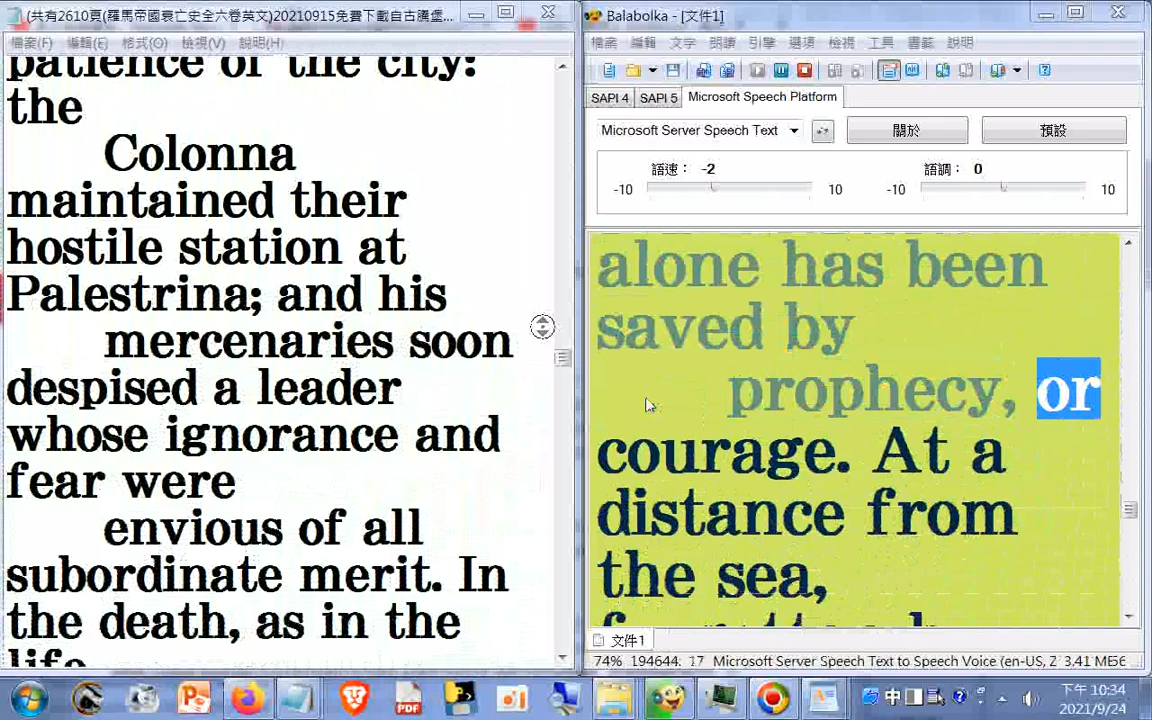 (共有2610頁(羅馬帝國衰亡史全六卷英文)20210915免費下載自古騰堡...
檔案(F) 編輯(E) 格式(O) 檢視(V) 說明(H)
patience of the city:
the
Colonna
maintained their
hostile station at
Palestrina; and his
mercenaries soon
despised a leader
whose ignorance and
fear were
envious of all
subordinate merit. In
the death, as in the
life
Balabolka - [文件1]
檔案 編輯 文字 朗讀 引擎 選項 檢視 工具 書籤 說明
SAPI 4 SAPI 5 Microsoft Speech Platform
Microsoft Server Speech Text 關於 預設
語速： -2 語調： 0
-10 10 -10 10
alone has been
saved by
prophecy, or
courage. At a
distance from
the sea,
文件1
74% 194644. 17 Microsoft Server Speech Text to Speech Voice (en-US, Z 3,41 MБ56
中
下午 10:34
2021/9/24